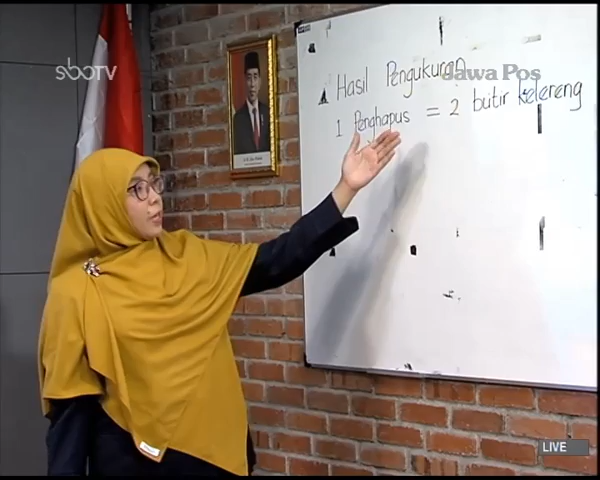 sboTV
Jawa Pos
Hasil Pengukuran
1 Penghapus = 2 butir kelereng
LIVE